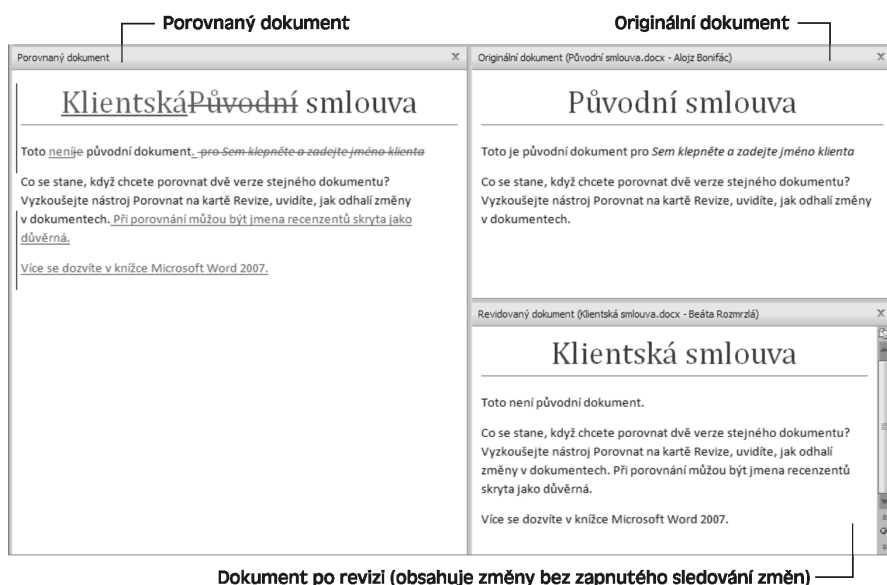 Porovnaný dokument
Originální dokument
Porovnaný dokument x
KlientskáPůvodní smlouva
Toto neníje původní dokument. pro Sem klepněte a zadejte jméno klienta
Co se stane, když chcete porovnat dvě verze stejného dokumentu?
Vyzkoušejte nástroj Porovnat na kartě Revize, uvidíte, jak odhalí změny
v dokumentech. Při porovnání můžou být jmena recenzentů skryta jako
důvěrná.
Více se dozvíte v knížce Microsoft Word 2007.
Originální dokument (Původní smlouva.docx - Alojz Bonifác) x
Původní smlouva
Toto je původní dokument pro Sem klepněte a zadejte jméno klienta
Co se stane, když chcete porovnat dvě verze stejného dokumentu?
Vyzkoušejte nástroj Porovnat na kartě Revize, uvidíte, jak odhalí změny
v dokumentech.
Revidovaný dokument (Klientská smlouva.docx - Beáta Rozmrzlá) x
Klientská smlouva
Toto není původní dokument.
Co se stane, když chcete porovnat dvě verze stejného dokumentu?
Vyzkoušejte nástroj Porovnat na kartě Revize, uvidíte, jak odhalí
změny v dokumentech. Při porovnání můžou být jmena recenzentů
skryta jako důvěrná.
Více se dozvíte v knížce Microsoft Word 2007.
Dokument po revizi (obsahuje změny bez zapnutého sledování změn)